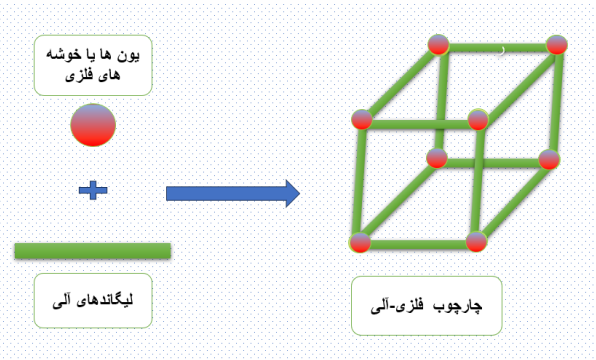 یون ها یا خوشه
های فلزی
لیگاندهای آلی
چارچوب فلزی-آلی